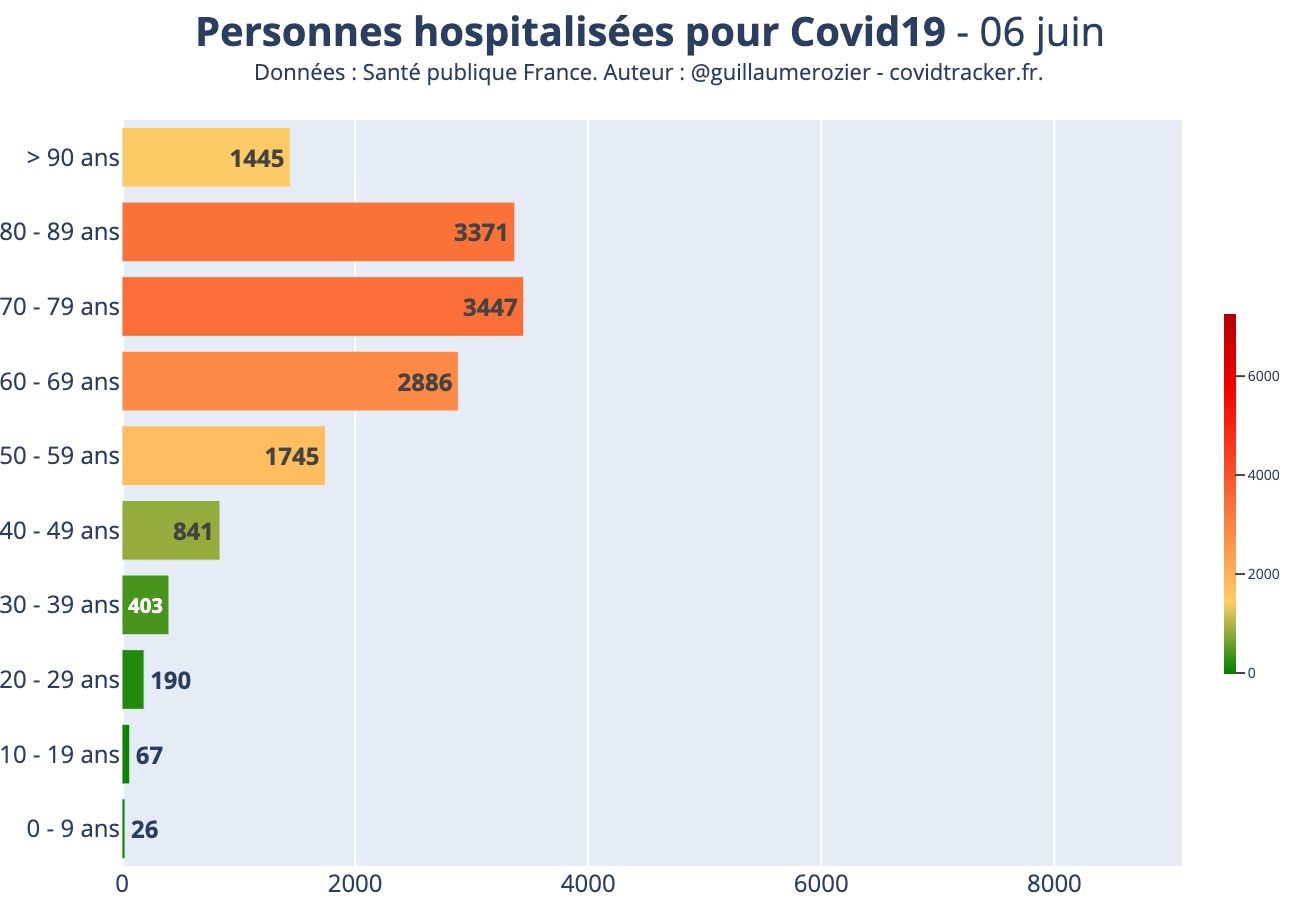 Personnes hospitalisées pour Covid19 - 06 juin
Données : Santé publique France. Auteur : @guillaumerozier - covidtracker.fr.
> 90 ans 1445
80 - 89 ans 3371
70 - 79 ans 3447
60 - 69 ans 2886
50 - 59 ans 1745
40 - 49 ans 841
30 - 39 ans 403
20 - 29 ans 190
10 - 19 ans 67
0 - 9 ans 26
0 2000 4000 6000 8000
6000
4000
2000
0